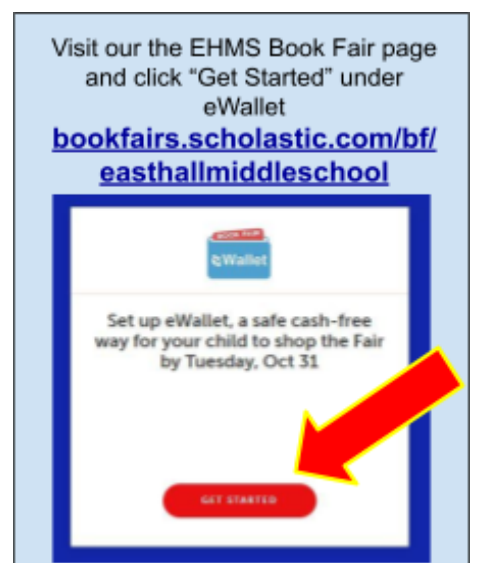 Visit our the EHMS Book Fair page
and click “Get Started” under
eWallet
bookfairs.scholastic.com/bf/
easthallmiddleschool
BOOK FAIR
eWallet
Set up eWallet, a safe cash-free
way for your child to shop the Fair
by Tuesday, Oct 31
GET STARTED